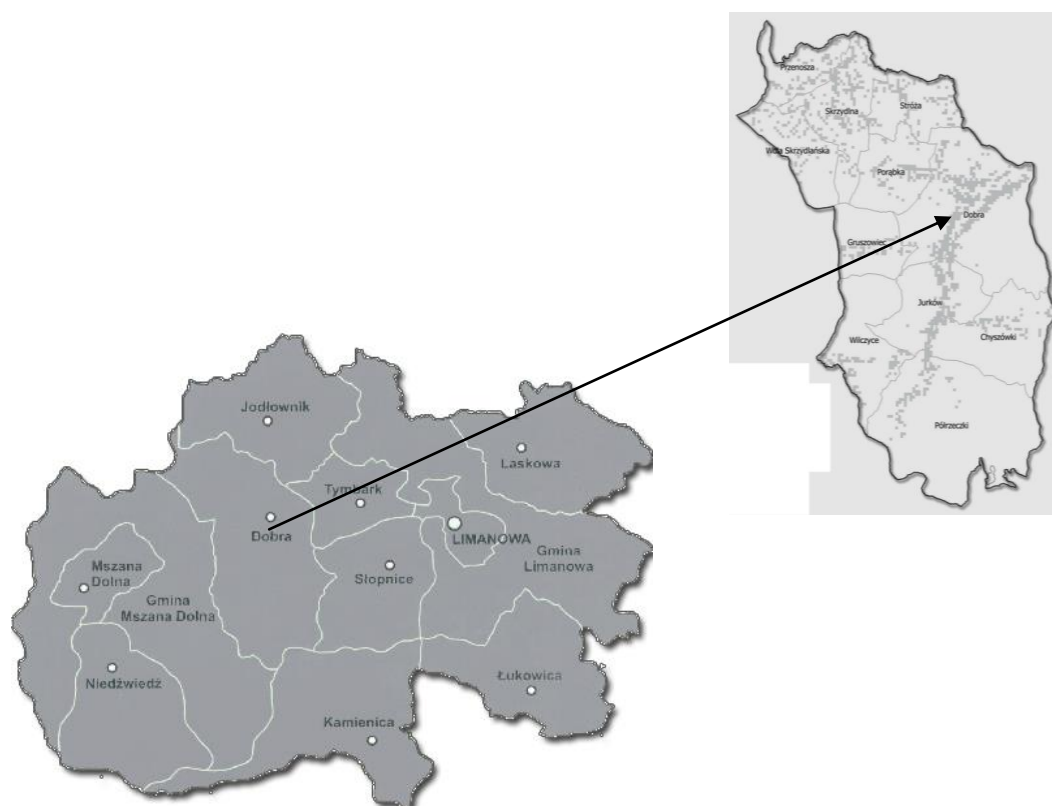 Przenosza
Skrzydlna
Stróża
Wola Skrzydlańska
Porąbka
Dobra
Gruszowiec
Jurków
Wilczyce
Chyszówki
Półrzeczki
Jodłownik
Laskowa
Tymbark
Dobra
LIMANOWA
Mszana
Dolna
Słopnice
Gmina
Limanowa
Gmina
Mszana Dolna
Niedźwiedź
Łukowica
Kamienica